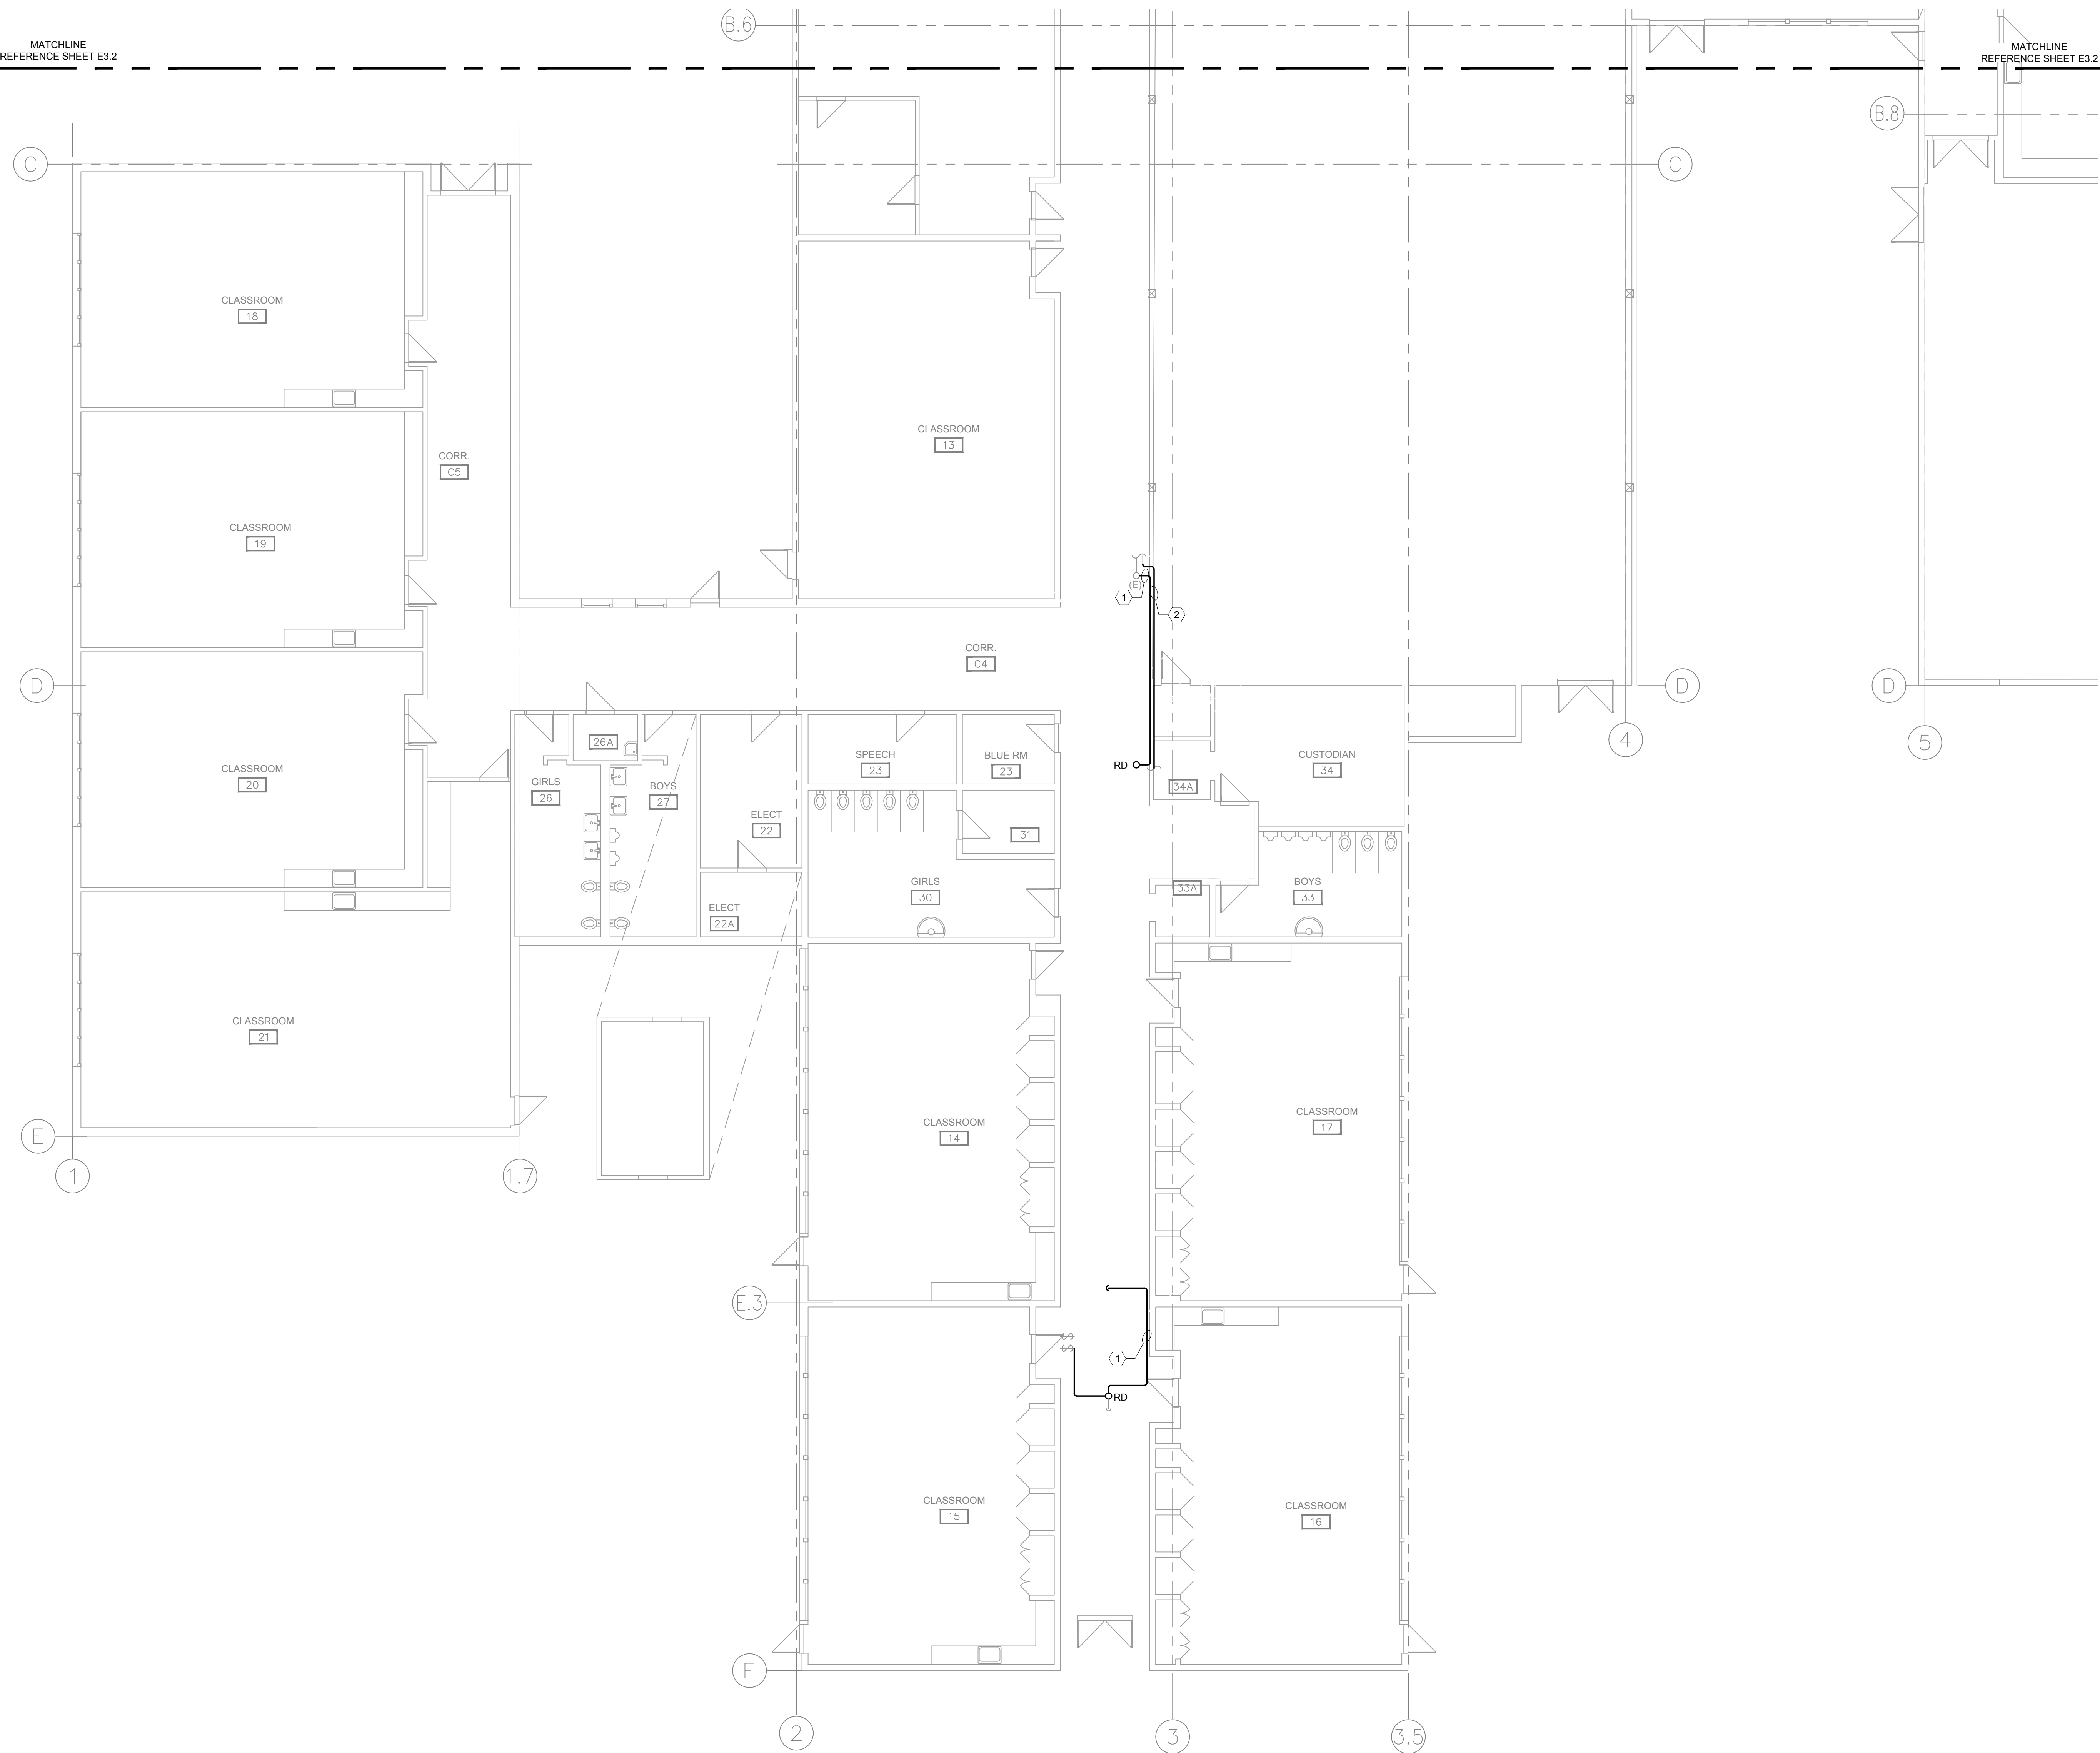 B.6
MATCHLINE
REFERENCE SHEET E3.2
MATCHLINE
REFERENCE SHEET E3.2
B.8
C
C
CLASSROOM
18
CLASSROOM
13
CORR.
C5
CLASSROOM
19
(E)
1
2
CORR.
C4
D
D
D
26A
4
5
SPEECH
23
BLUE RM
23
CUSTODIAN
34
RD
CLASSROOM
20
GIRLS
26
BOYS
27
34A
ELECT
22
31
GIRLS
30
33A
BOYS
33
ELECT
22A
CLASSROOM
21
CLASSROOM
14
CLASSROOM
17
E
1
1.7
E.3
1
RD
CLASSROOM
15
CLASSROOM
16
F
2
3
3.5